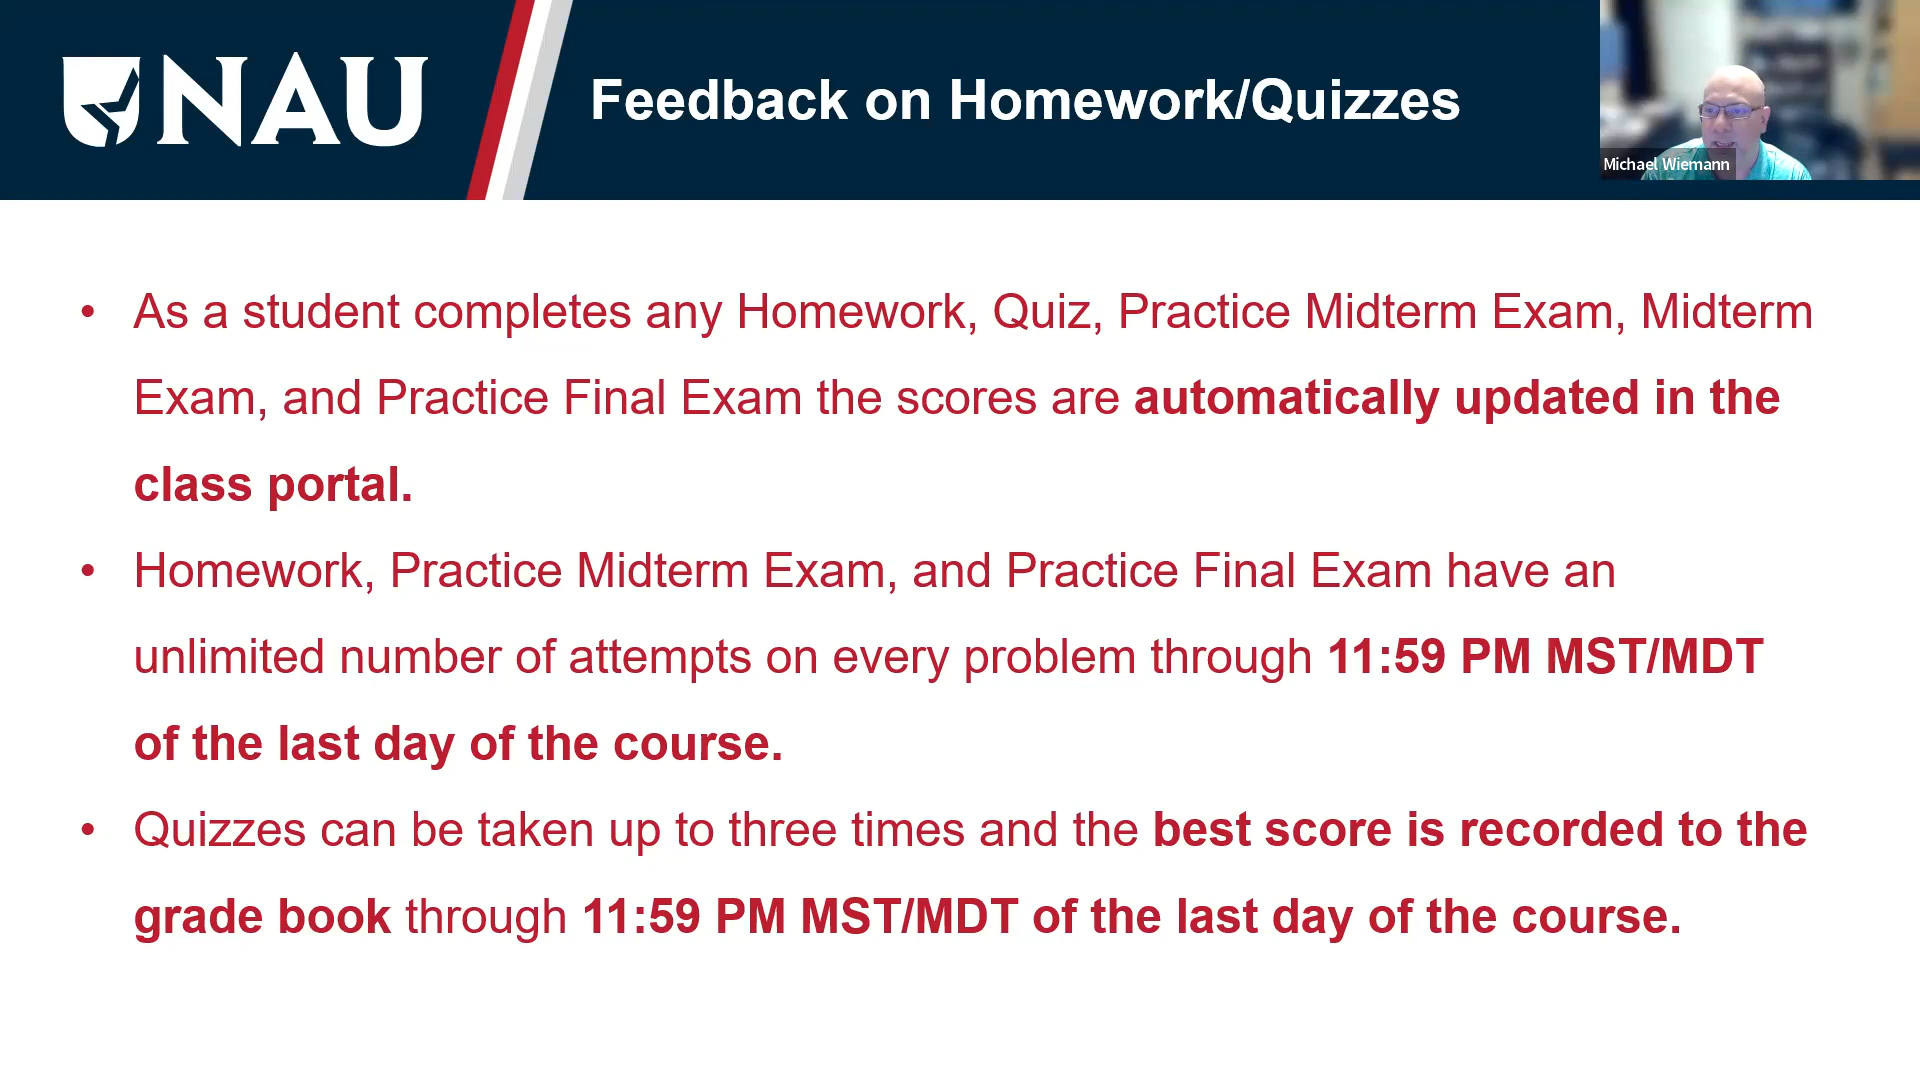 NAU
Feedback on Homework/Quizzes
Michael Wiemann
• As a student completes any Homework, Quiz, Practice Midterm Exam, Midterm
Exam, and Practice Final Exam the scores are automatically updated in the
class portal.
• Homework, Practice Midterm Exam, and Practice Final Exam have an
unlimited number of attempts on every problem through 11:59 PM MST/MDT
of the last day of the course.
• Quizzes can be taken up to three times and the best score is recorded to the
grade book through 11:59 PM MST/MDT of the last day of the course.